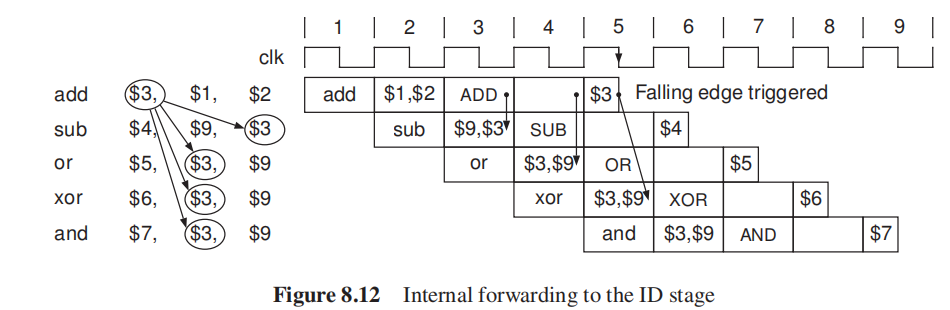 1 2 3 4 5 6 7 8 9
clk
add $3, $1, $2 add $1,$2 ADD $3 Falling edge triggered
sub $4, $9, $3 sub $9,$3 SUB $4
or $5, $3, $9 or $3,$9 OR $5
xor $6, $3, $9 xor $3,$9 XOR $6
and $7, $3, $9 and $3,$9 AND $7
Figure 8.12 Internal forwarding to the ID stage